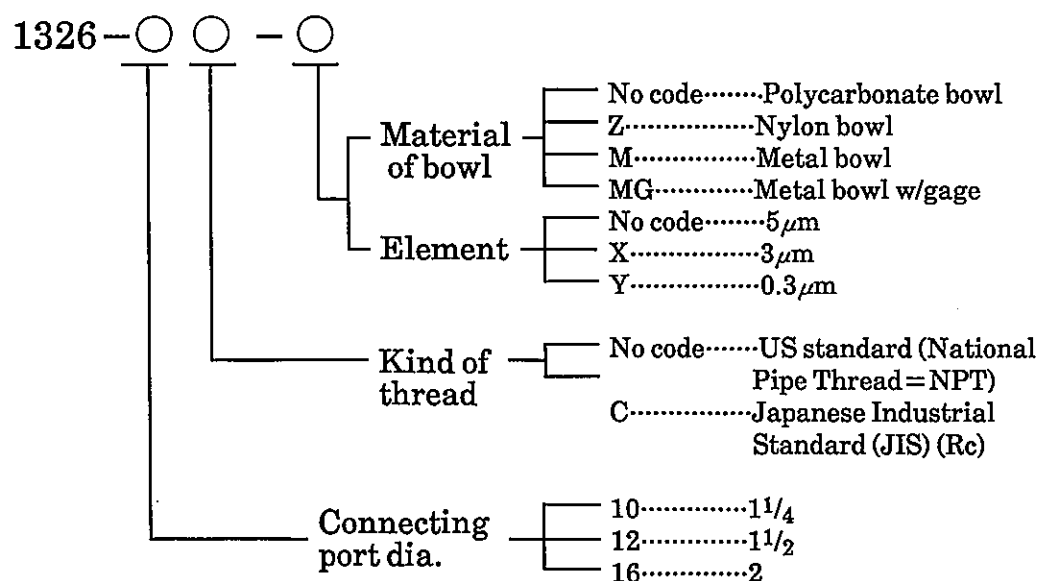 1326-○ ○ -○
Material of bowl
No code········Polycarbonate bowl
Z···············Nylon bowl
M···············Metal bowl
MG·············Metal bowl w/gage
Element
No code········5μm
X···············3μm
Y···············0.3μm
Kind of thread
No code·······US standard (National
Pipe Thread=NPT)
C··············Japanese Industrial
Standard (JIS) (Rc)
Connecting port dia.
10·············1 1/4
12·············1 1/2
16·············2